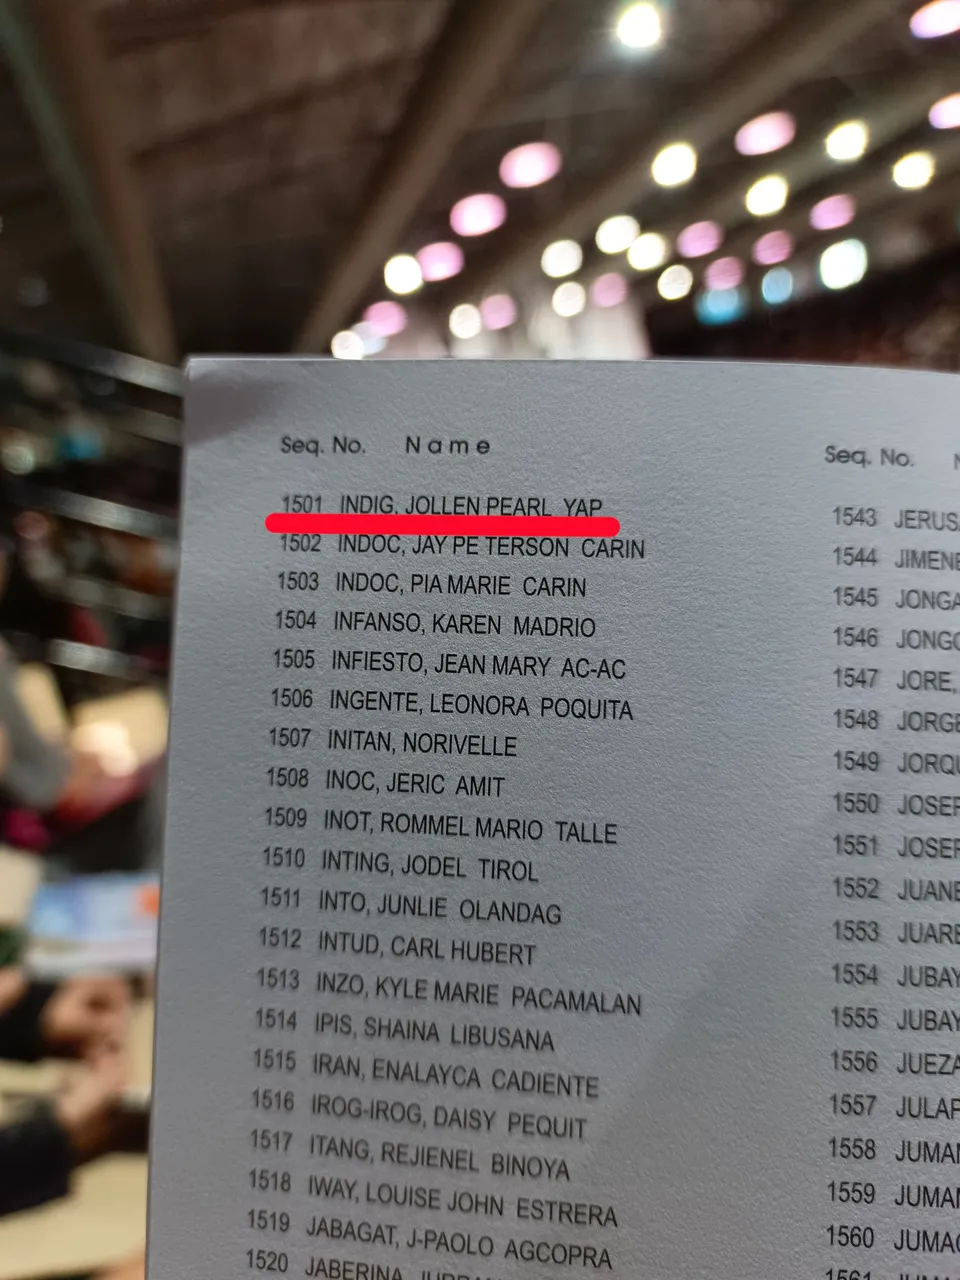 Seq. No. Name
1501 INDIG, JOLLEN PEARL YAP
1502 INDOC, JAY PE TERSON CARIN
1503 INDOC, PIA MARIE CARIN
1504 INFANSO, KAREN MADRIO
1505 INFIESTO, JEAN MARY AC-AC
1506 INGENTE, LEONORA POQUITA
1507 INITAN, NORIVELLE
1508 INOC, JERIC AMIT
1509 INOT, ROMMEL MARIO TALLE
1510 INTING, JODEL TIROL
1511 INTO, JUNLIE OLANDAG
1512 INTUD, CARL HUBERT
1513 INZO, KYLE MARIE PACAMALAN
1514 IPIS, SHAINA LIBUSANA
1515 IRAN, ENALAYCA CADIENTE
1516 IROG-IROG, DAISY PEQUIT
1517 ITANG, REJIENEL BINOYA
1518 IWAY, LOUISE JOHN ESTRERA
1519 JABAGAT, J-PAOLO AGCOPRA
1520 JABERINA,
Seq. No.
1543
1544
1545
1546
1547 JORE,
1548
1549
1550
1551
1552
1553
1554
1555
1556
1557
1558
1559
1560